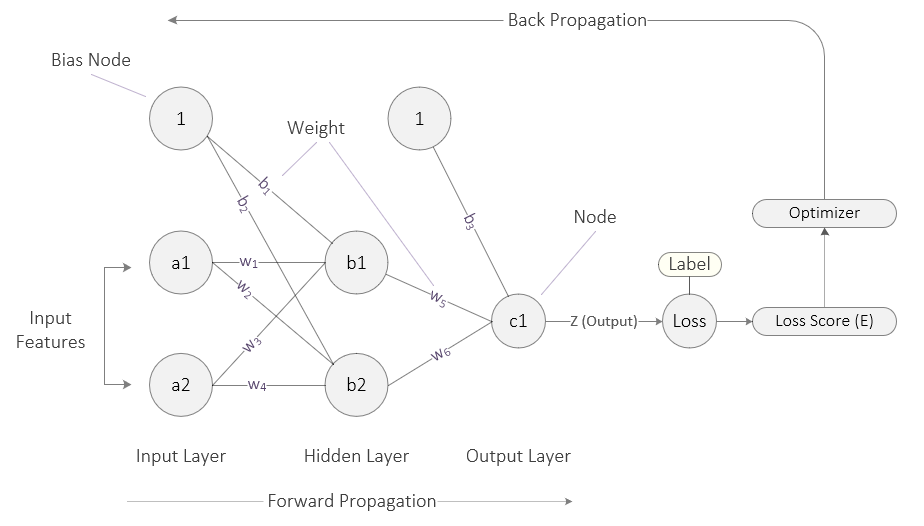 Back Propagation
Bias Node
1
1
Weight
b₁
b₂
b₃
Optimizer
Node
a1
w₁
b1
Label
w₂
w₅
Input
Features
c1
Z (Output)
Loss
Loss Score (E)
w₃
w₆
a2
w₄
b2
Input Layer
Hidden Layer
Output Layer
Forward Propagation